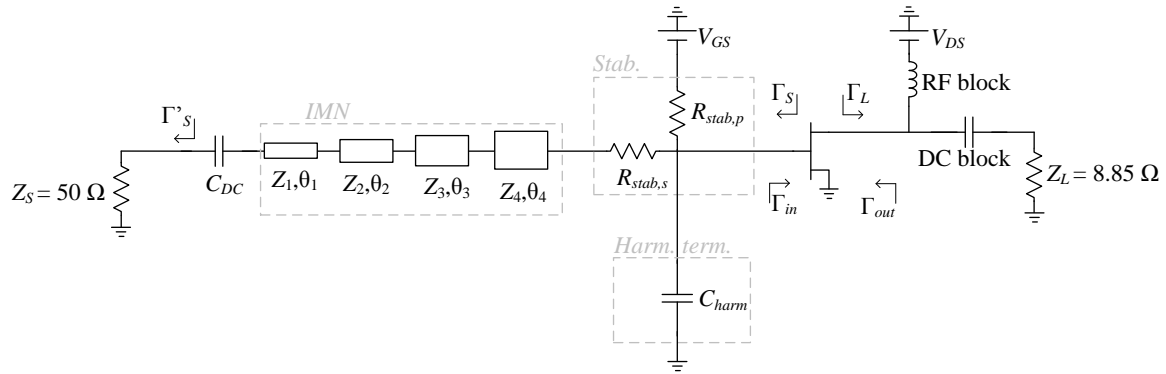 V_GS
V_DS
Stab.
RF block
Γ_S
Γ_L
R_stab,p
IMN
Γ'_S
DC block
C_DC
Z_1,θ_1
Z_2,θ_2
Z_3,θ_3
Z_4,θ_4
R_stab,s
Z_S = 50 Ω
Z_L = 8.85 Ω
Γ_in
Γ_out
Harm. term.
C_harm